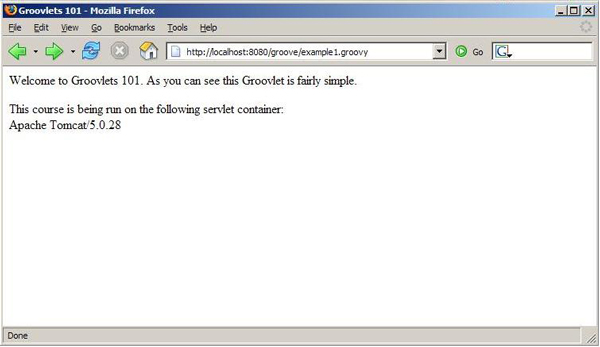 Groovlets 101 - Mozilla Firefox
File Edit View Go Bookmarks Tools Help
http://localhost:8080/groove/example1.groovy Go G
Welcome to Groovlets 101. As you can see this Groovlet is fairly simple.
This course is being run on the following servlet container:
Apache Tomcat/5.0.28
Done